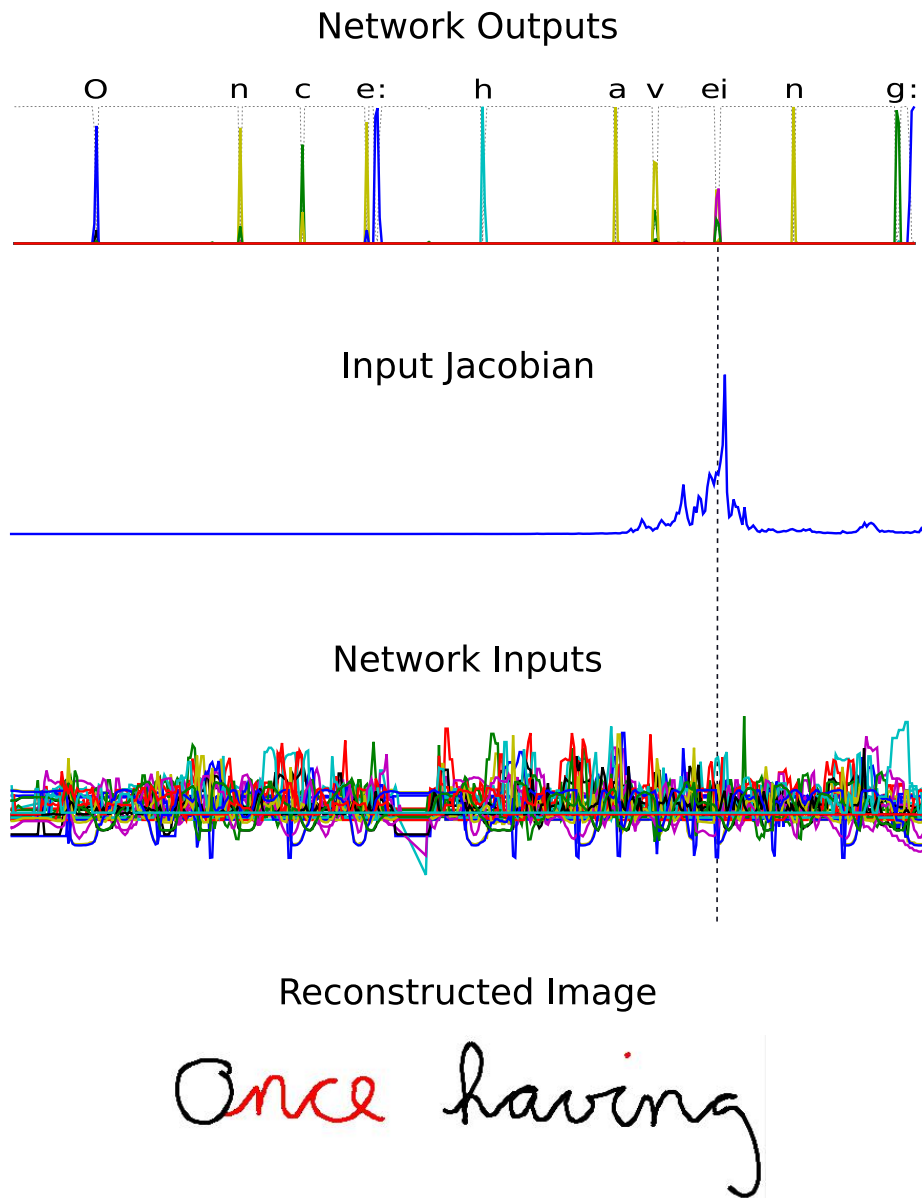 Network Outputs
O n c e: h a v ei n g:
Input Jacobian
Network Inputs
Reconstructed Image
Once having